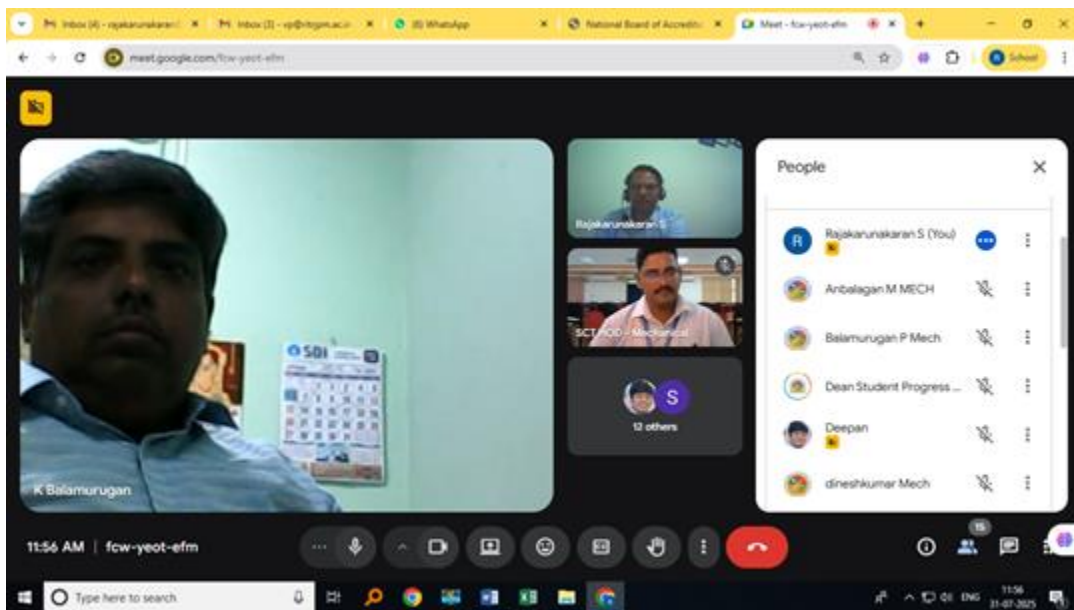 Inbox (4) - rajakarunakaran
Inbox (3) - vp@ritrjpm.ac.in
(6) WhatsApp
National Board of Accredita
Meet - fcw-yeot-efm
meet.google.com/fcw-yeot-efm
School
People
Rajakarunakaran S
R
Rajakarunakaran S (You)
Anbalagan M MECH
SCT HOD - Mechanical
Balamurugan P Mech
SBI
S
12 others
Dean Student Progress ...
Deepan
dineshkumar Mech
K Balamurugan
11:56 AM | fcw-yeot-efm
15
Type here to search
ENG
11:56
31-07-2025